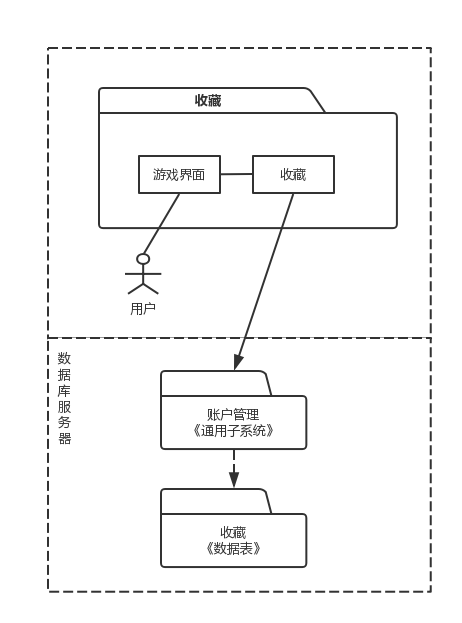 收藏
游戏界面
收藏
用户
数据库服务器
账户管理
《通用子系统》
收藏
《数据表》